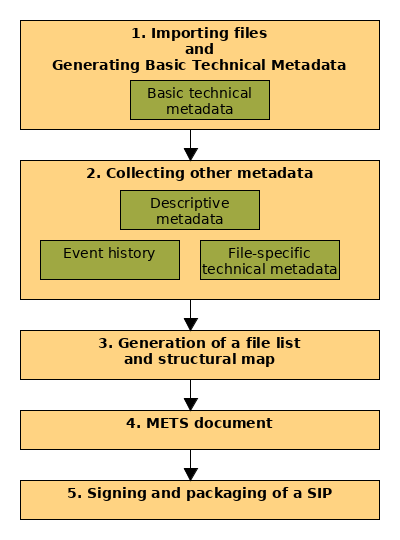 1. Importing files
and
Generating Basic Technical Metadata
Basic technical
metadata
2. Collecting other metadata
Descriptive
metadata
Event history
File-specific
technical metadata
3. Generation of a file list
and structural map
4. METS document
5. Signing and packaging of a SIP